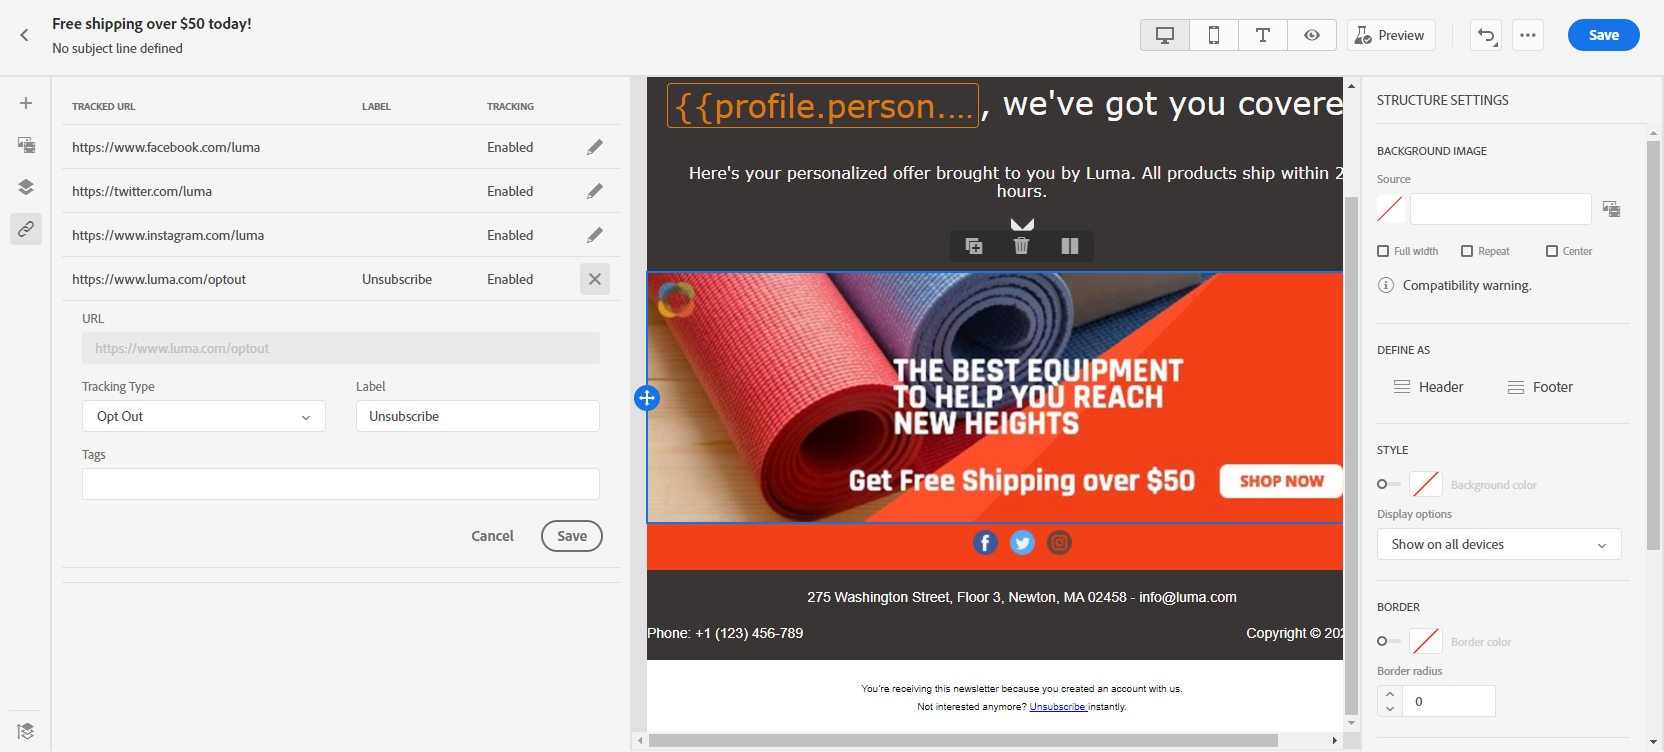 Free shipping over $50 today!
No subject line defined
Preview
Save
TRACKED URL LABEL TRACKING
https://www.facebook.com/luma Enabled
https://twitter.com/luma Enabled
https://www.instagram.com/luma Enabled
https://www.luma.com/optout Unsubscribe Enabled
URL
https://www.luma.com/optout
Tracking Type Label
Opt Out Unsubscribe
Tags
Cancel Save
{{profile.person.... , we've got you covere
Here's your personalized offer brought to you by Luma. All products ship within 2
hours.
THE BEST EQUIPMENT
TO HELP YOU REACH
NEW HEIGHTS
Get Free Shipping over $50 SHOP NOW
275 Washington Street, Floor 3, Newton, MA 02458 - info@luma.com
Phone: +1 (123) 456-789 Copyright © 202
You're receiving this newsletter because you created an account with us.
Not interested anymore? Unsubscribe instantly.
STRUCTURE SETTINGS
BACKGROUND IMAGE
Source
Full width Repeat Center
Compatibility warning.
DEFINE AS
Header Footer
STYLE
Background color
Display options
Show on all devices
BORDER
Border color
Border radius
0